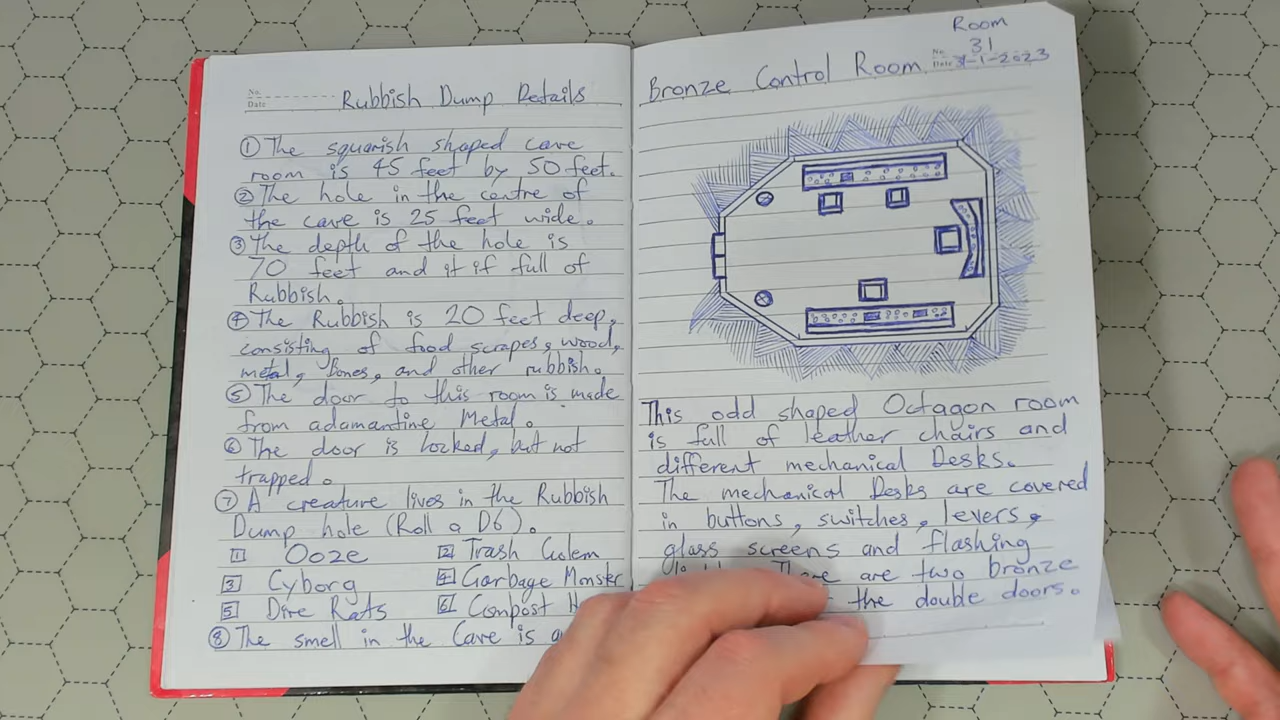 No.
Date
Rubbish Dump Details
① The squarish shaped cave
room is 45 feet by 50 feet.
② The hole in the centre of
the cave is 25 feet wide.
③ The depth of the hole is
70 feet and it if full of
Rubbish.
④ The Rubbish is 20 feet deep,
consisting of food scrapes, wood,
metal, bones, and other rubbish.
⑤ The door to this room is made
from adamantine Metal.
⑥ The door is locked, but not
trapped.
⑦ A creature lives in the Rubbish
Dump hole (Roll a D6).
1 Ooze 2 Trash Golem
3 Cyborg 4 Garbage Monster
5 Dire Rats 6 Compost
⑧ The smell in the Cave is
Room
No. 31
Date 31-1-2023
Bronze Control Room
This odd shaped Octagon room
is full of leather chairs and
different mechanical Desks.
The mechanical Desks are covered
in buttons, switches, levers,
glass screens and flashing
There are two bronze
the double doors.